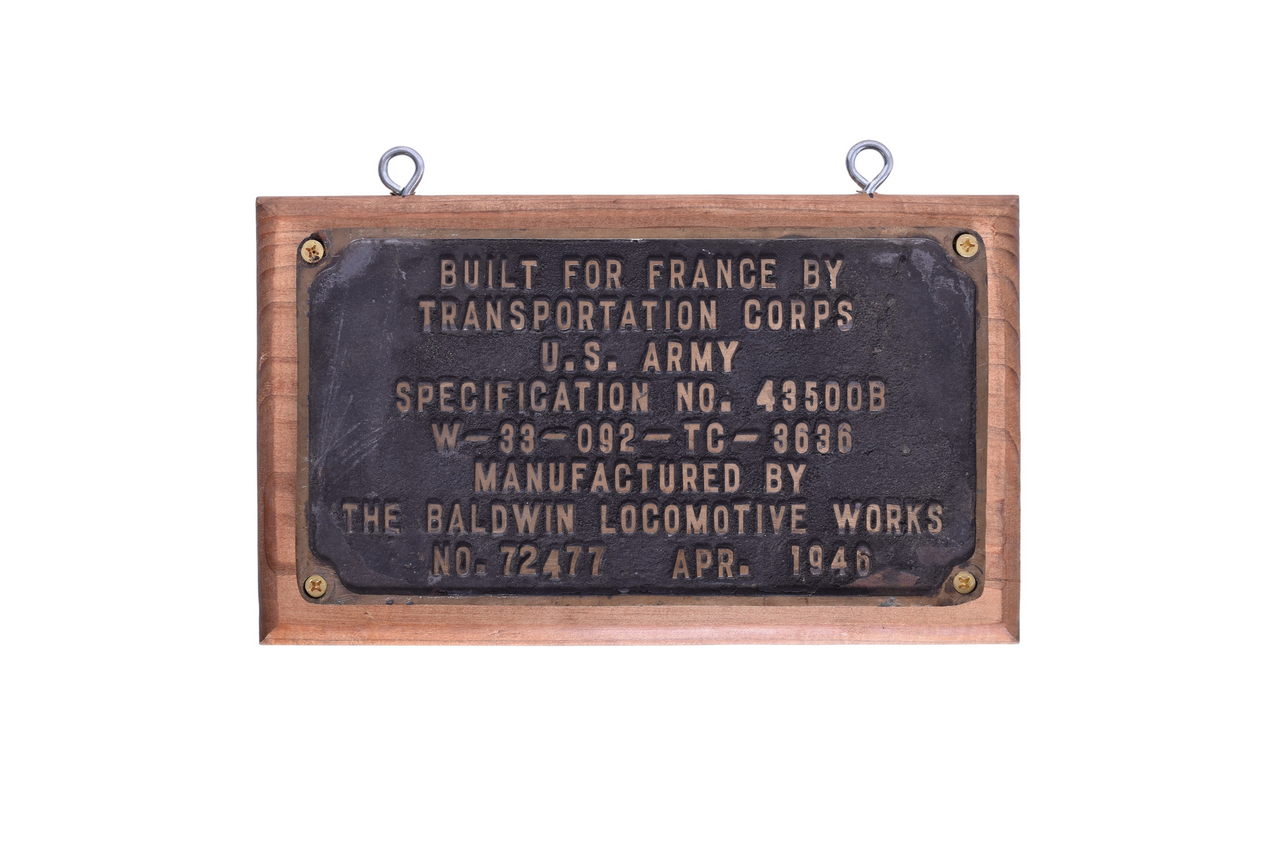 BUILT FOR FRANCE BY
TRANSPORTATION CORPS
U.S. ARMY
SPECIFICATION NO. 43500B
W-33-092-TC-3636
MANUFACTURED BY
THE BALDWIN LOCOMOTIVE WORKS
NO. 72477 APR. 1946